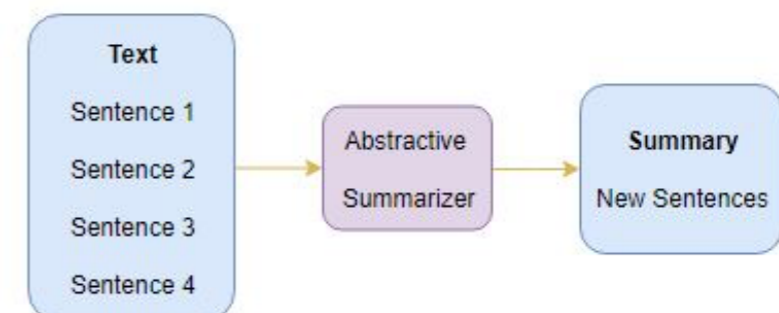 Text
Sentence 1
Sentence 2
Sentence 3
Sentence 4
Abstractive
Summarizer
Summary
New Sentences